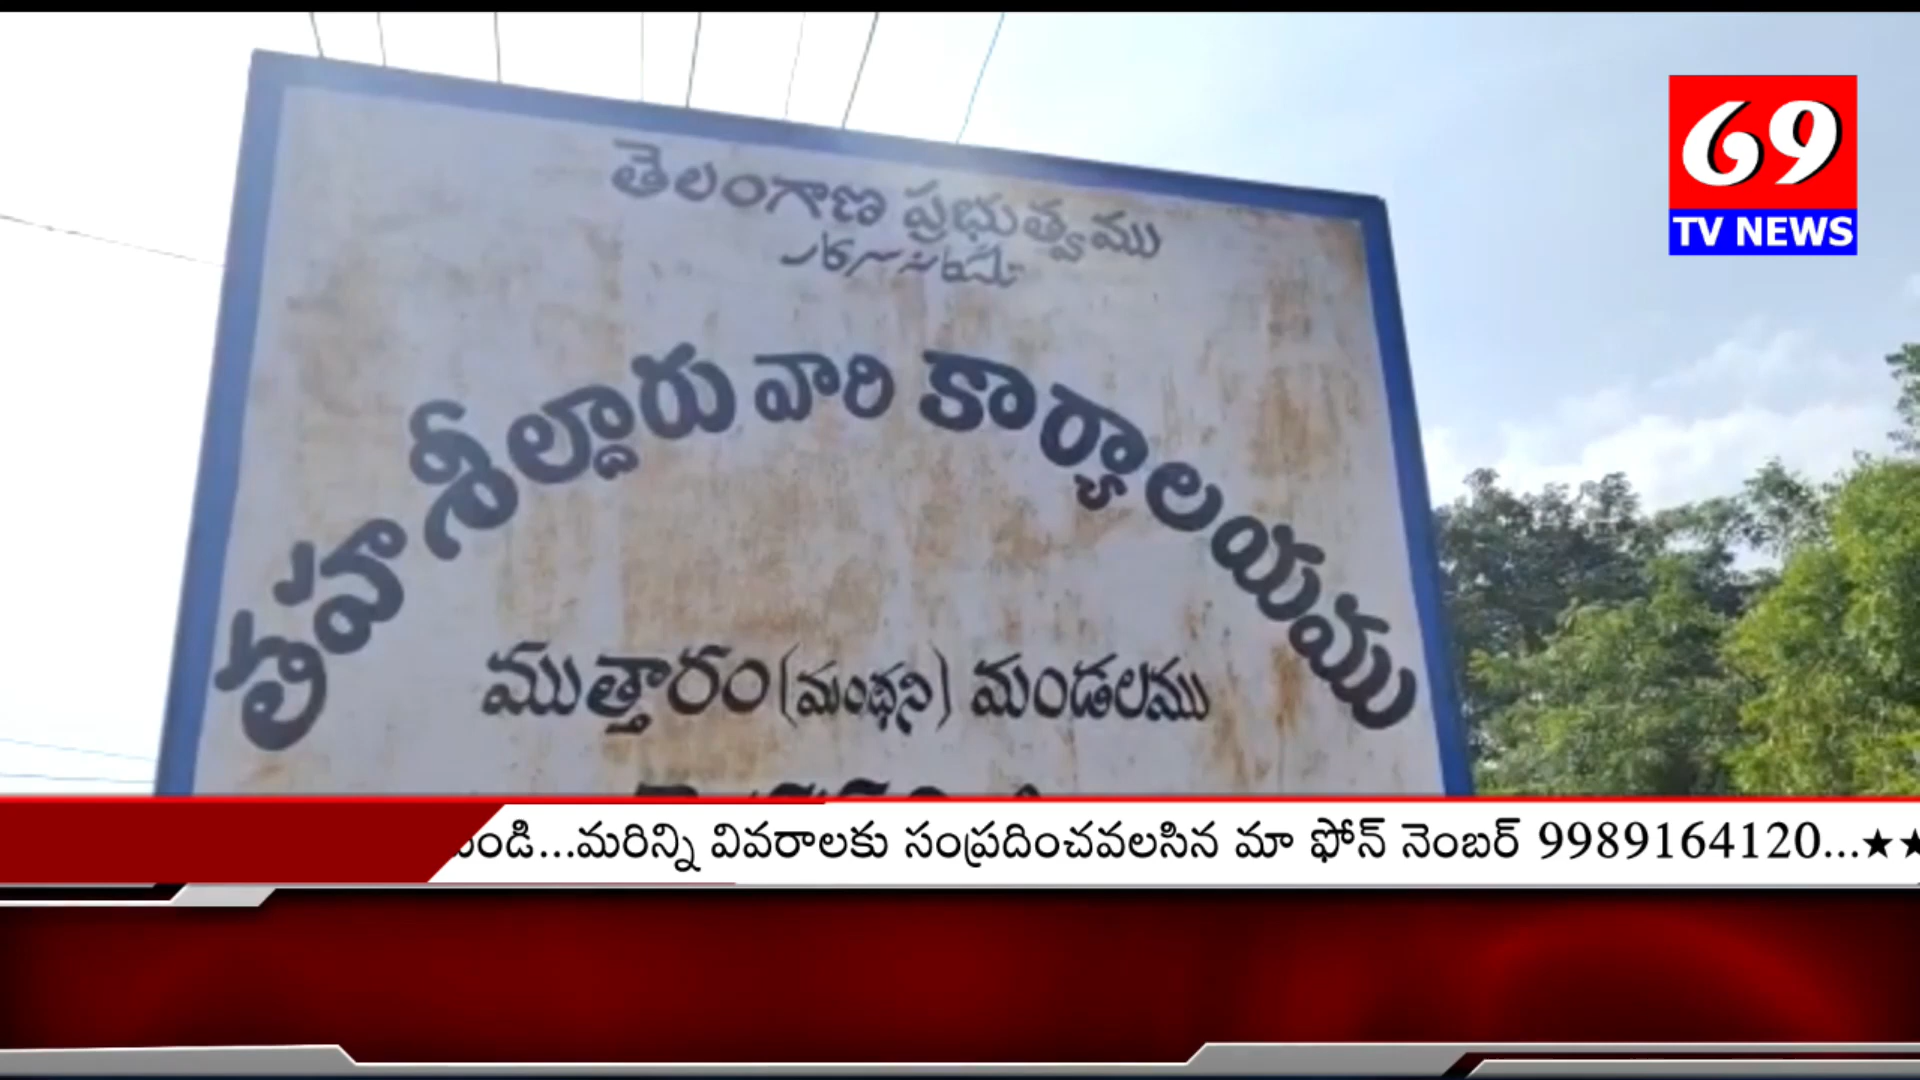 తెలంగాణ ప్రభుత్వము
తహశీల్దారు వారి కార్యాలయము
ముత్తారం(మంథని) మండలము
69
TV NEWS
ండి...మరిన్ని వివరాలకు సంప్రదించవలసిన మా ఫోన్ నెంబర్ 9989164120...★★